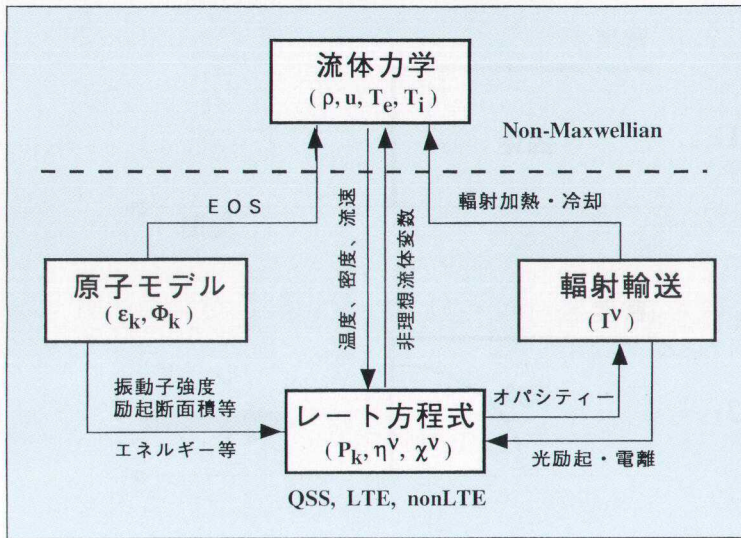 流体力学
( ρ, u, Te, Ti )
Non-Maxwellian
EOS
温度、密度、流速
非理想流体変数
輻射加熱・冷却
原子モデル
( εk, Φk )
輻射輸送
( Iν )
振動子強度
励起断面積等
エネルギー等
レート方程式
( Pk, ην, χν )
オパシティー
光励起・電離
QSS, LTE, nonLTE